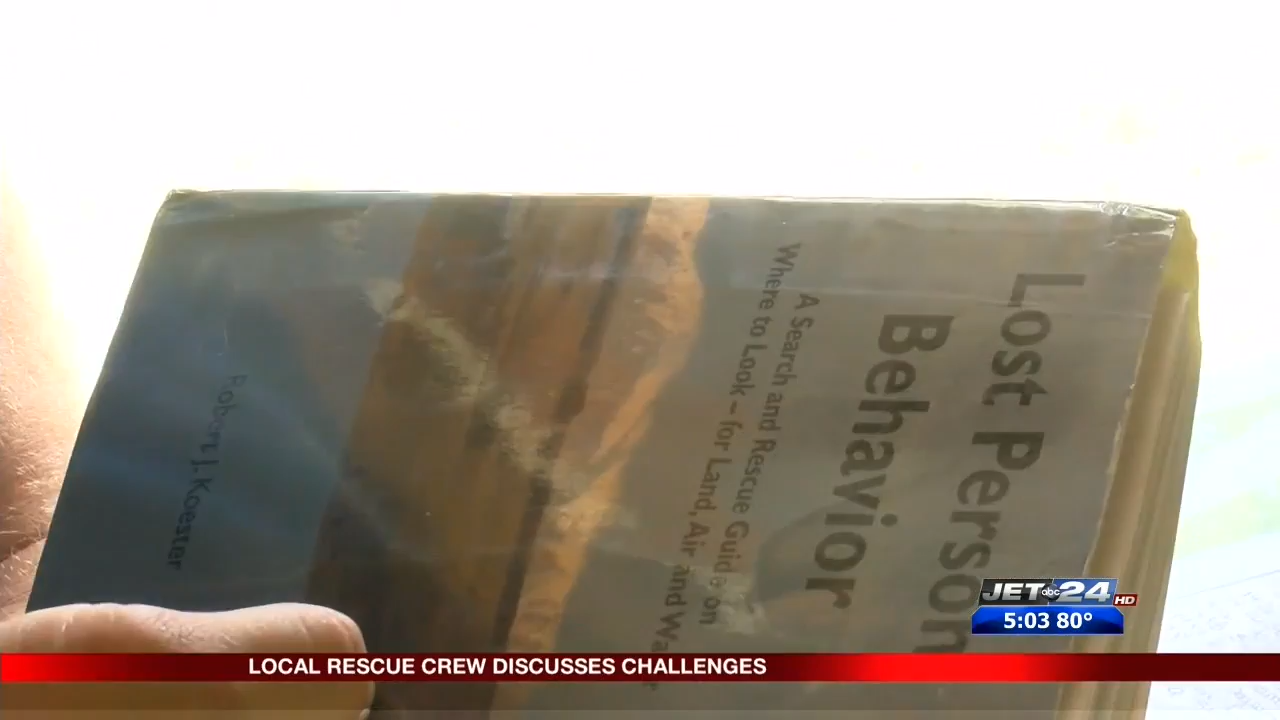 Lost Person
Behavior
A Search and Rescue Guide on
Where to Look - for Land, Air and
Robert J. Koester
JET abc 24 HD
5:03 80°
LOCAL RESCUE CREW DISCUSSES CHALLENGES